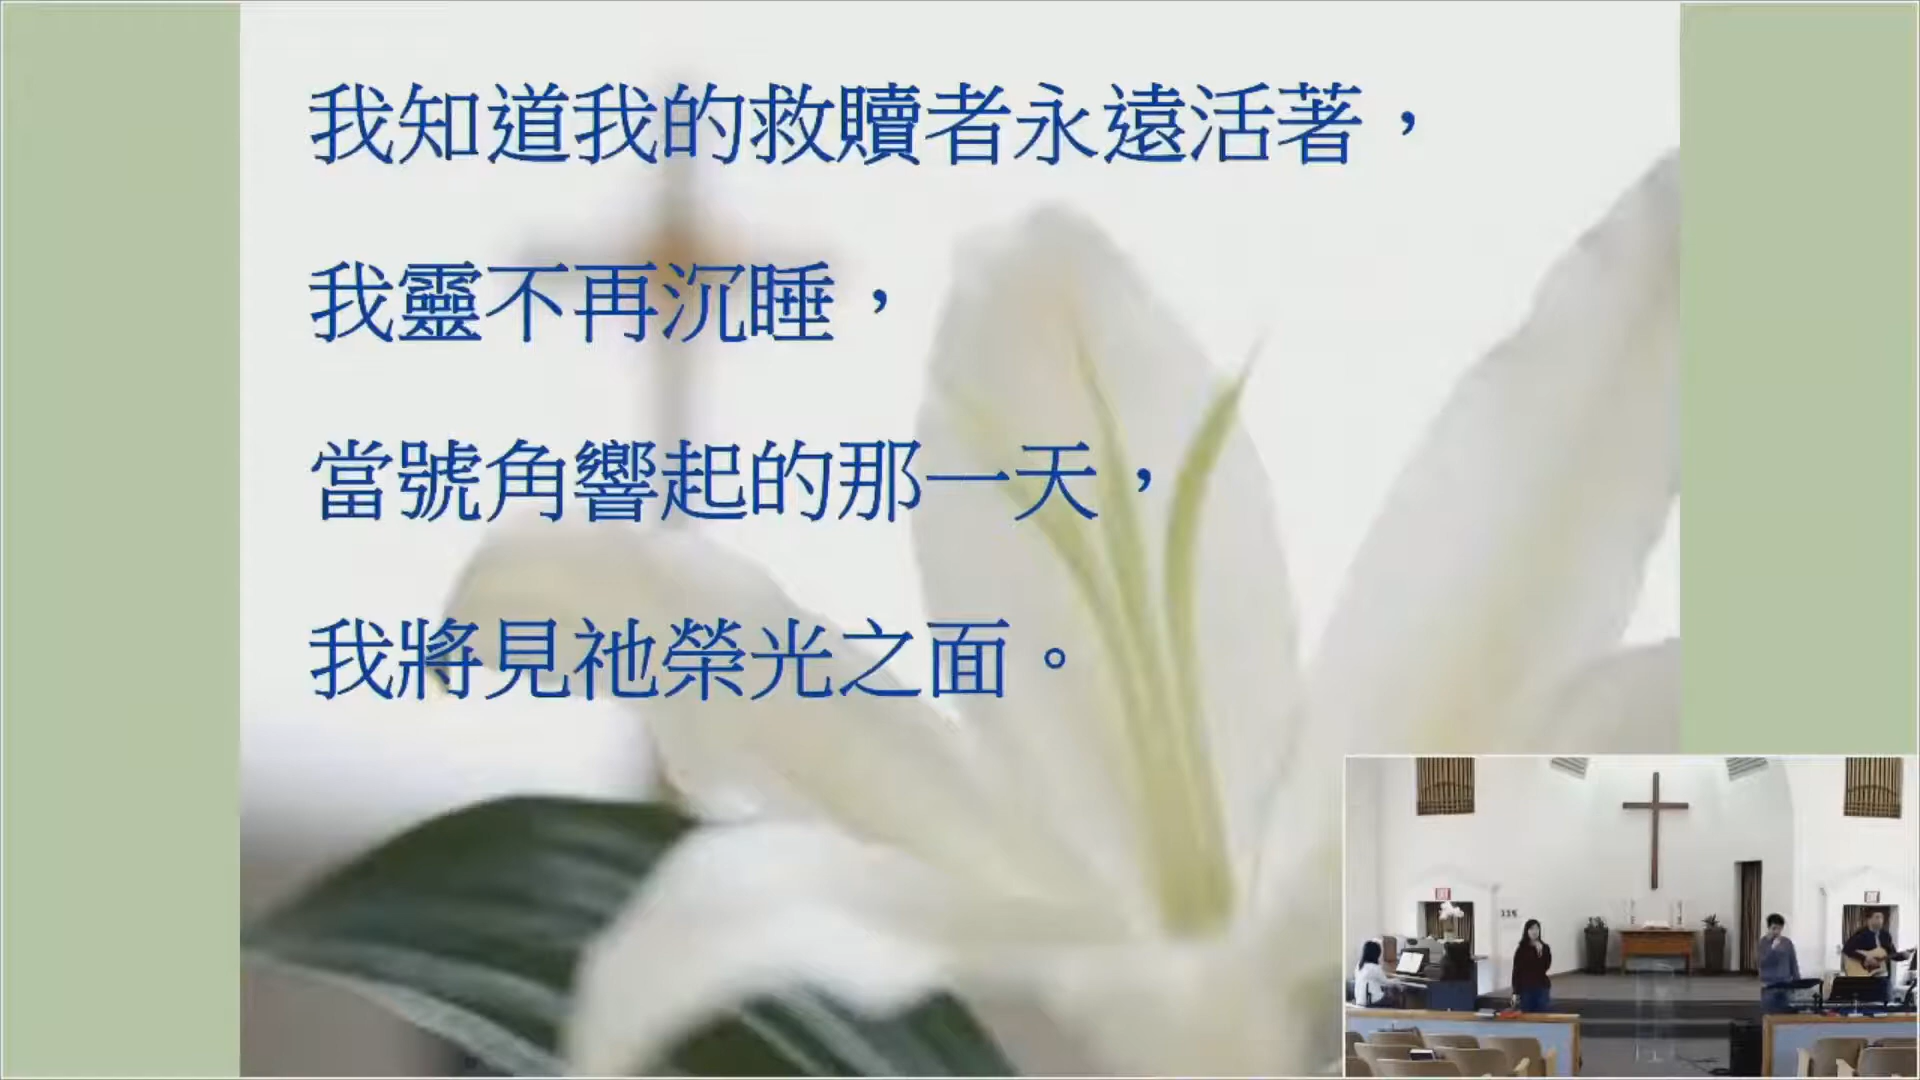 我知道我的救贖者永遠活著，
我靈不再沉睡，
當號角響起的那一天，
我將見祂榮光之面。